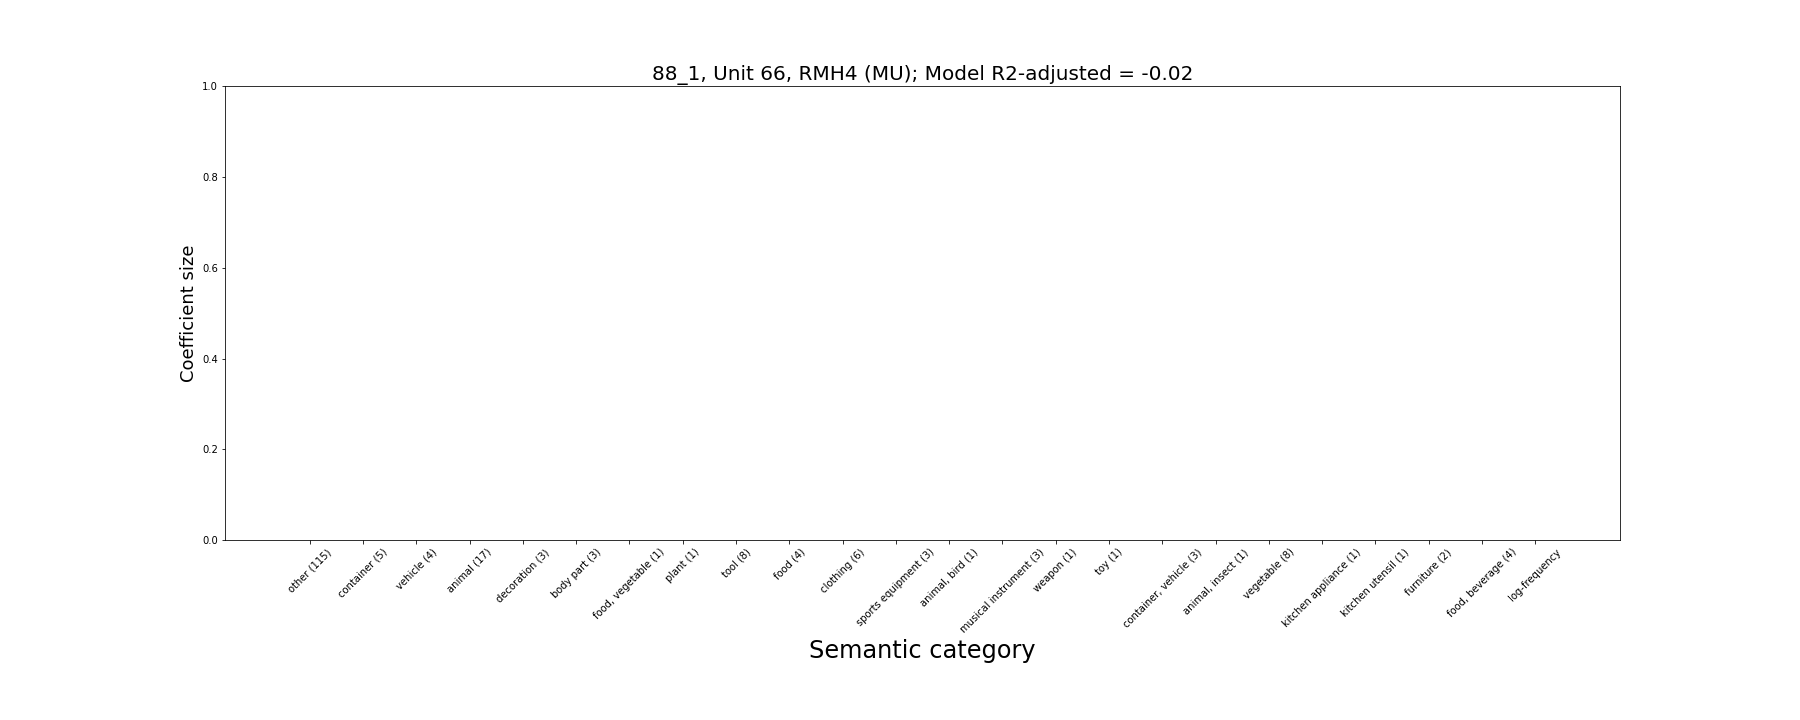 88_1, Unit 66, RMH4 (MU); Model R2-adjusted = -0.02
Coefficient size
1.0
0.8
0.6
0.4
0.2
0.0
other (115)
container (5)
vehicle (4)
animal (17)
decoration (3)
body part (3)
food, vegetable (1)
plant (1)
tool (8)
food (4)
clothing (6)
sports equipment (3)
animal, bird (1)
musical instrument (3)
weapon (1)
toy (1)
container, vehicle (3)
animal, insect (1)
vegetable (8)
kitchen appliance (1)
kitchen utensil (1)
furniture (2)
food, beverage (4)
log-frequency
Semantic category